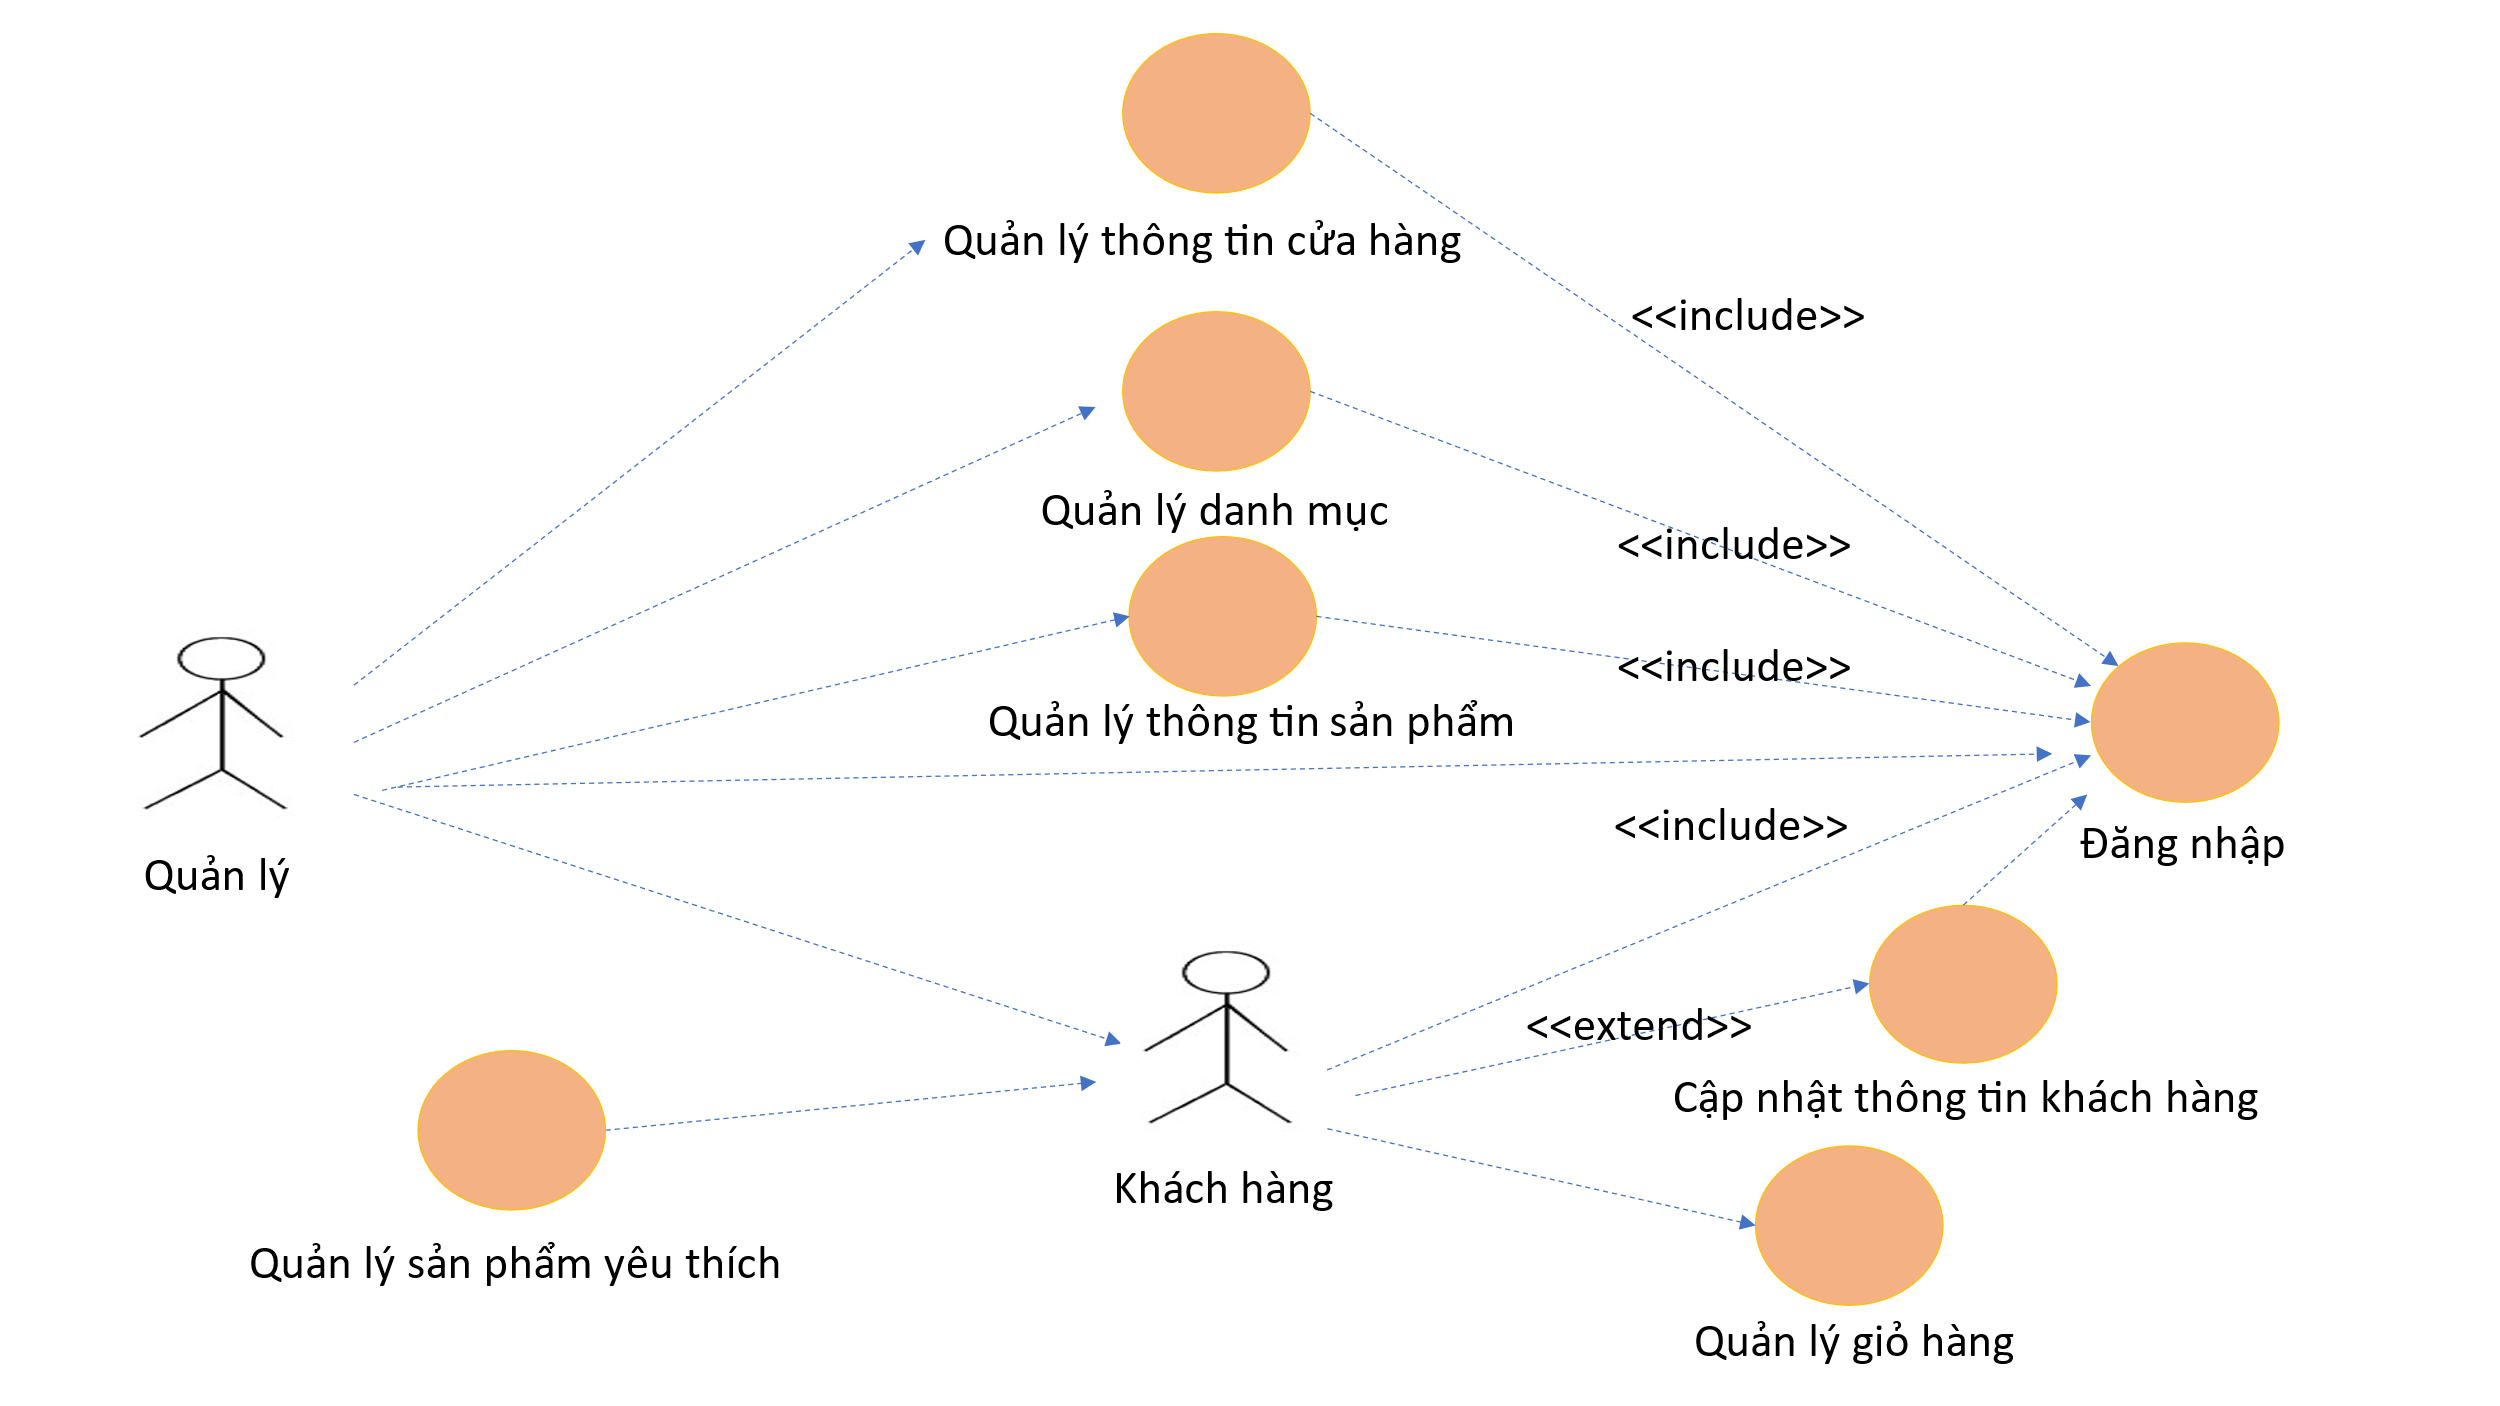 Quản lý thông tin cửa hàng
<<include>>
Quản lý danh mục
<<include>>
<<include>>
Quản lý thông tin sản phẩm
<<include>>
Đăng nhập
Quản lý
<<extend>>
Cập nhật thông tin khách hàng
Khách hàng
Quản lý sản phẩm yêu thích
Quản lý giỏ hàng